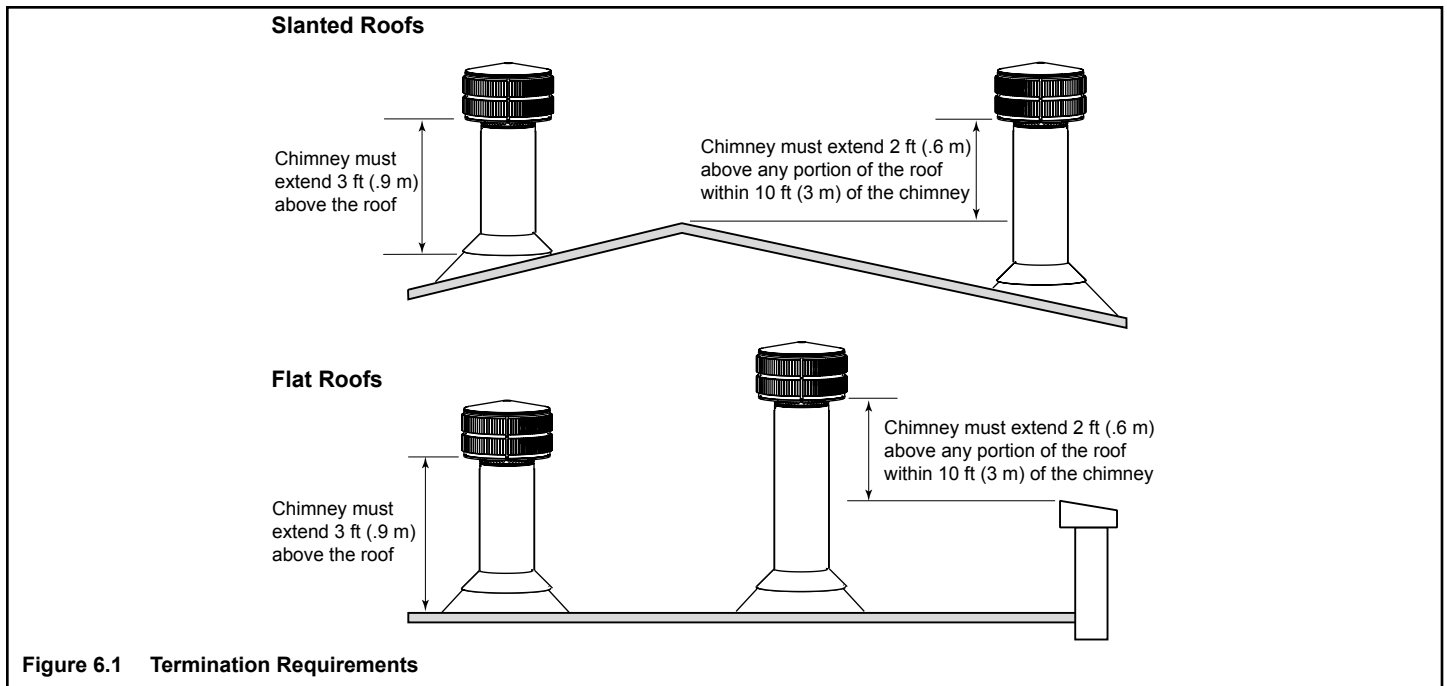 Slanted Roofs
Chimney must
extend 3 ft (.9 m)
above the roof
Chimney must extend 2 ft (.6 m)
above any portion of the roof
within 10 ft (3 m) of the chimney
Flat Roofs
Chimney must
extend 3 ft (.9 m)
above the roof
Chimney must extend 2 ft (.6 m)
above any portion of the roof
within 10 ft (3 m) of the chimney
Figure 6.1 Termination Requirements